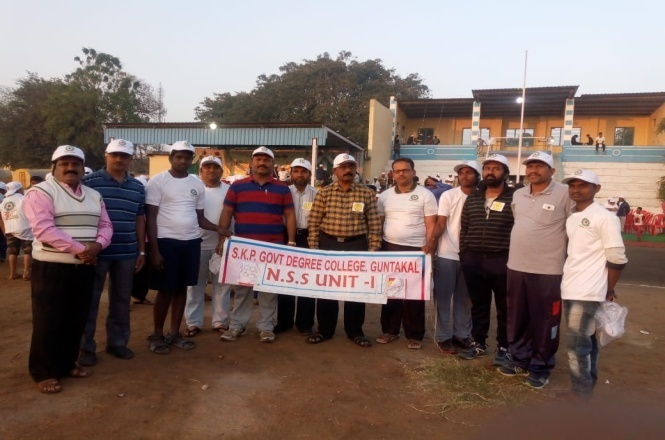 S.K.P. GOVT DEGREE COLLEGE, GUNTAKAL
N.S.S UNIT -I